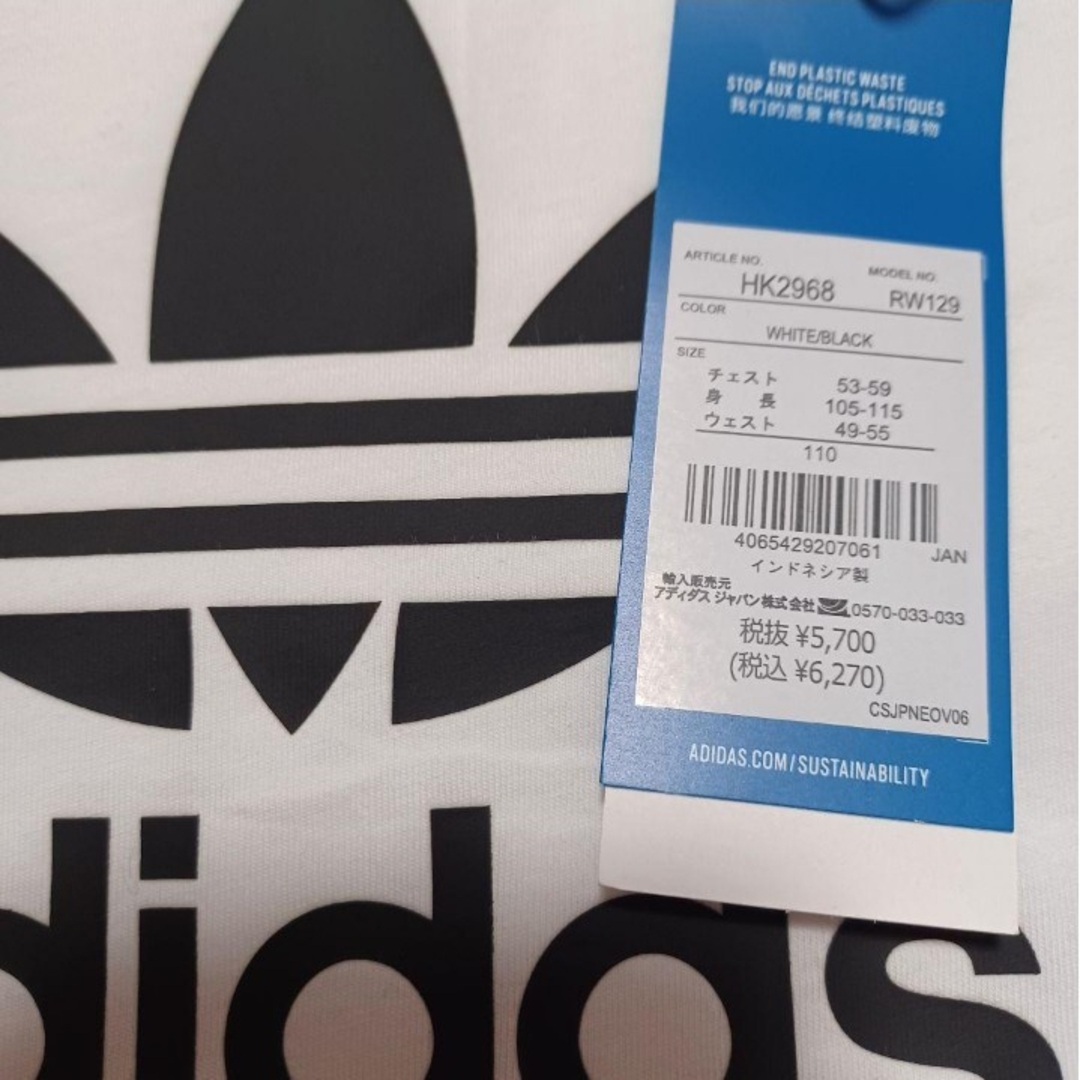 END PLASTIC WASTE
STOP AUX DÉCHETS PLASTIQUES
我们的愿景 终结塑料废物
ARTICLE NO. MODEL NO.
HK2968 RW129
COLOR
WHITE/BLACK
SIZE
チェスト 53-59
身 長 105-115
ウェスト 49-55
110
4065429207061 JAN
インドネシア製
輸入販売元
アディダス ジャパン株式会社 0570-033-033
税抜 ¥5,700
(税込 ¥6,270)
CSJPNEOV06
ADIDAS.COM/SUSTAINABILITY
didas